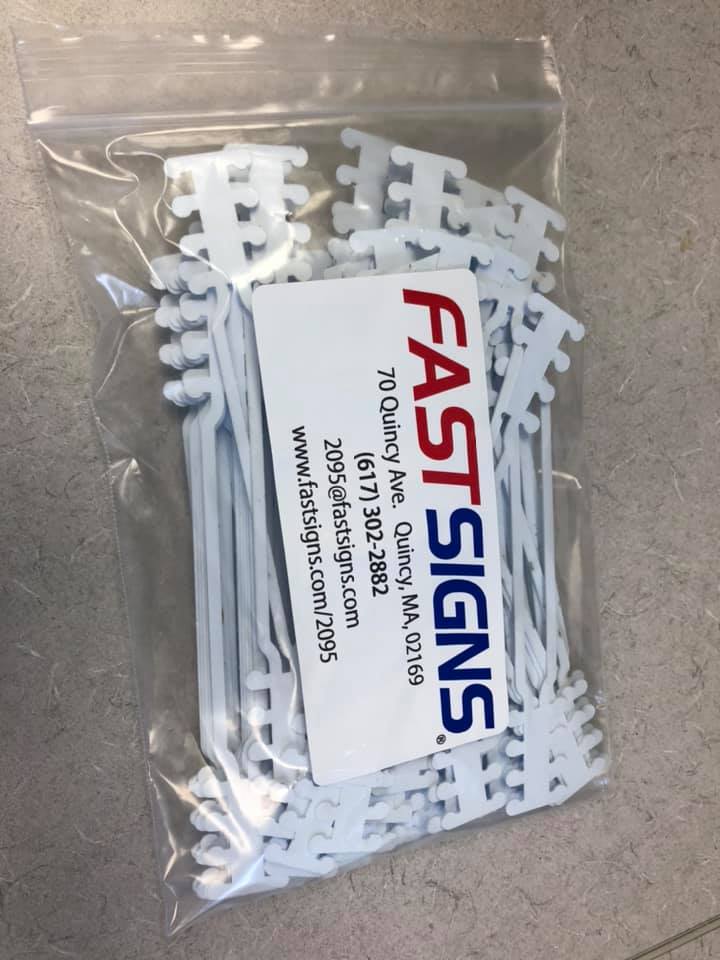 FASTSIGNS®
70 Quincy Ave. Quincy, MA, 02169
(617) 302-2882
2095@fastsigns.com
www.fastsigns.com/2095